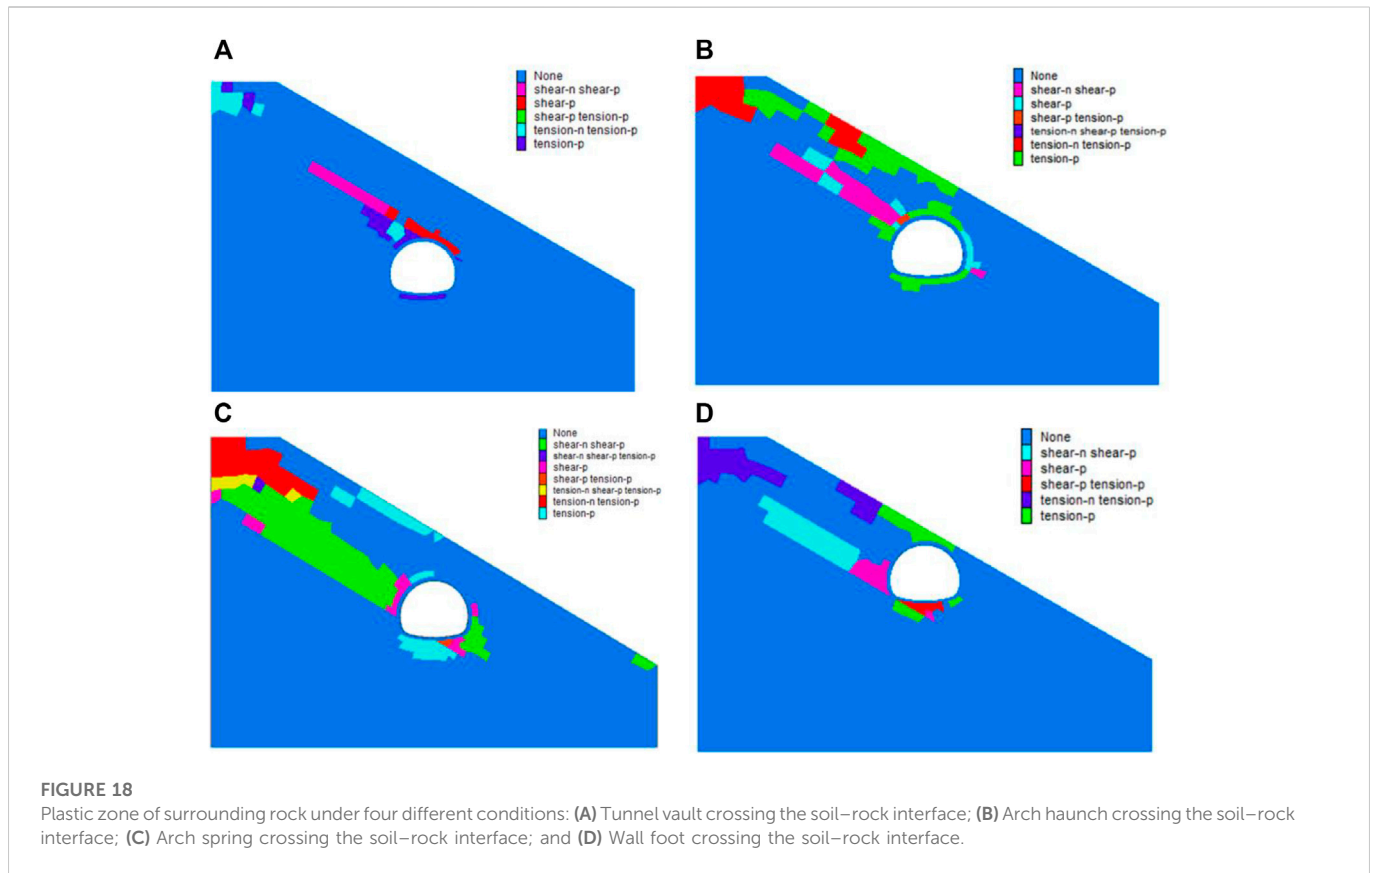 A
None
shear-n shear-p
shear-p
shear-p tension-p
tension-n tension-p
tension-p
B
None
shear-n shear-p
shear-p
shear-p tension-p
tension-n shear-p tension-p
tension-n tension-p
tension-p
C
None
shear-n shear-p
shear-n shear-p tension-p
shear-p
shear-p tension-p
tension-n shear-p tension-p
tension-n tension-p
tension-p
D
None
shear-n shear-p
shear-p
shear-p tension-p
tension-n tension-p
tension-p
FIGURE 18
Plastic zone of surrounding rock under four different conditions: (A) Tunnel vault crossing the soil–rock interface; (B) Arch haunch crossing the soil–rock
interface; (C) Arch spring crossing the soil–rock interface; and (D) Wall foot crossing the soil–rock interface.